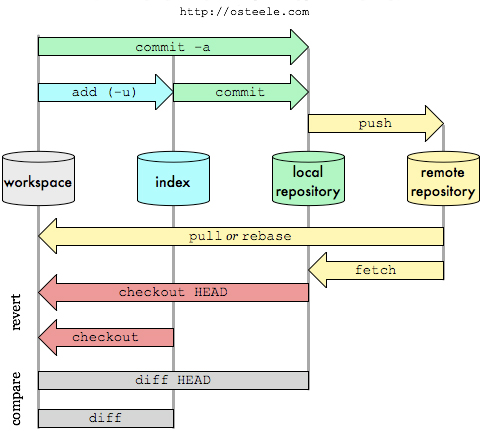 http://osteele.com
commit -a
add (-u)
commit
push
workspace
index
local
repository
remote
repository
pull or rebase
fetch
revert
checkout HEAD
checkout
compare
diff HEAD
diff